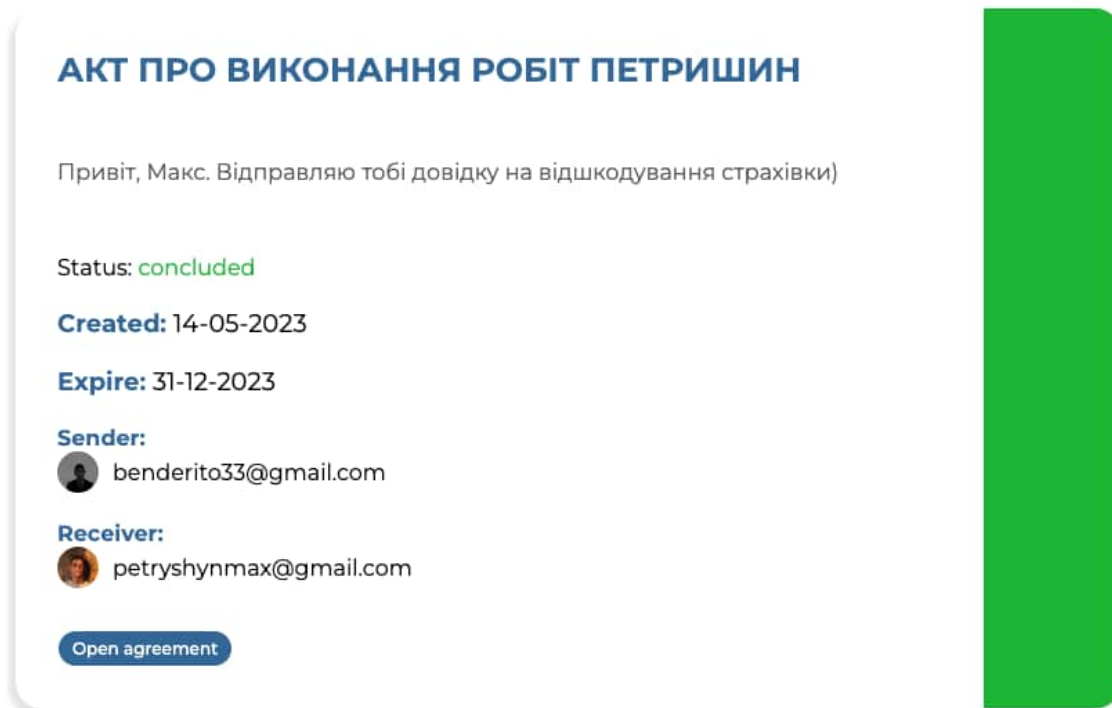 АКТ ПРО ВИКОНАННЯ РОБІТ ПЕТРИШИН
Привіт, Макс. Відправляю тобі довідку на відшкодування страхівки)
Status: concluded
Created: 14-05-2023
Expire: 31-12-2023
Sender:
benderito33@gmail.com
Receiver:
petryshynmax@gmail.com
Open agreement